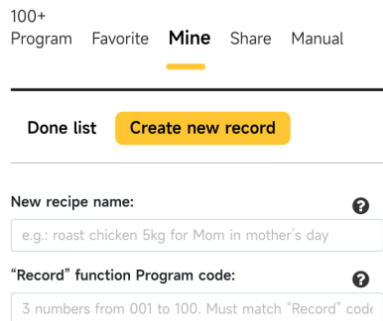 100+
Program Favorite Mine Share Manual
Done list Create new record
New recipe name: ?
e.g.: roast chicken 5kg for Mom in mother's day
“Record” function Program code: ?
3 numbers from 001 to 100. Must match "Record" code